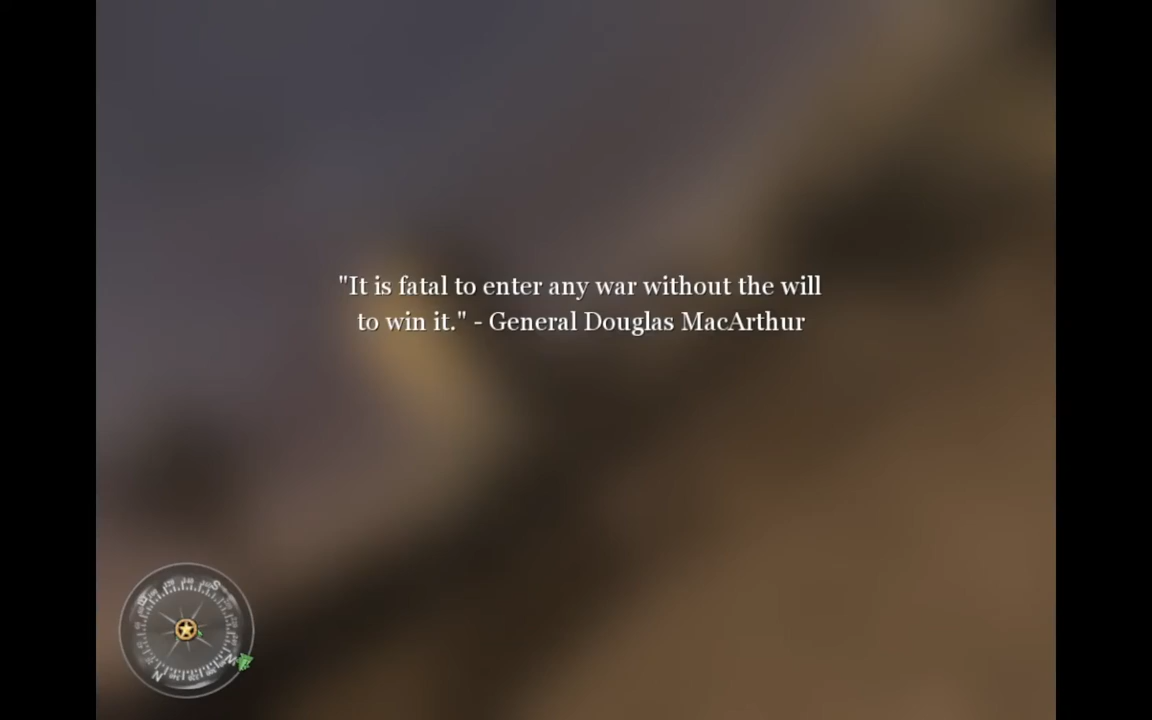 "It is fatal to enter any war without the will
to win it." - General Douglas MacArthur